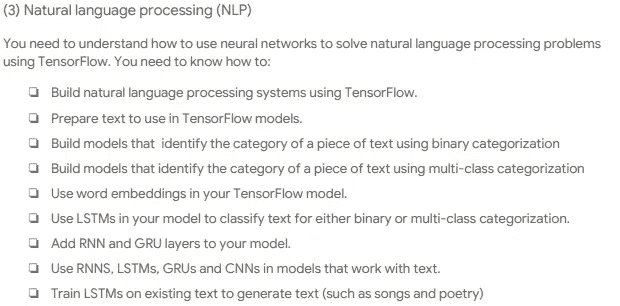 (3) Natural language processing (NLP)
You need to understand how to use neural networks to solve natural language processing problems
using TensorFlow. You need to know how to:
❏ Build natural language processing systems using TensorFlow.
❏ Prepare text to use in TensorFlow models.
❏ Build models that identify the category of a piece of text using binary categorization
❏ Build models that identify the category of a piece of text using multi-class categorization
❏ Use word embeddings in your TensorFlow model.
❏ Use LSTMs in your model to classify text for either binary or multi-class categorization.
❏ Add RNN and GRU layers to your model.
❏ Use RNNS, LSTMs, GRUs and CNNs in models that work with text.
❏ Train LSTMs on existing text to generate text (such as songs and poetry)